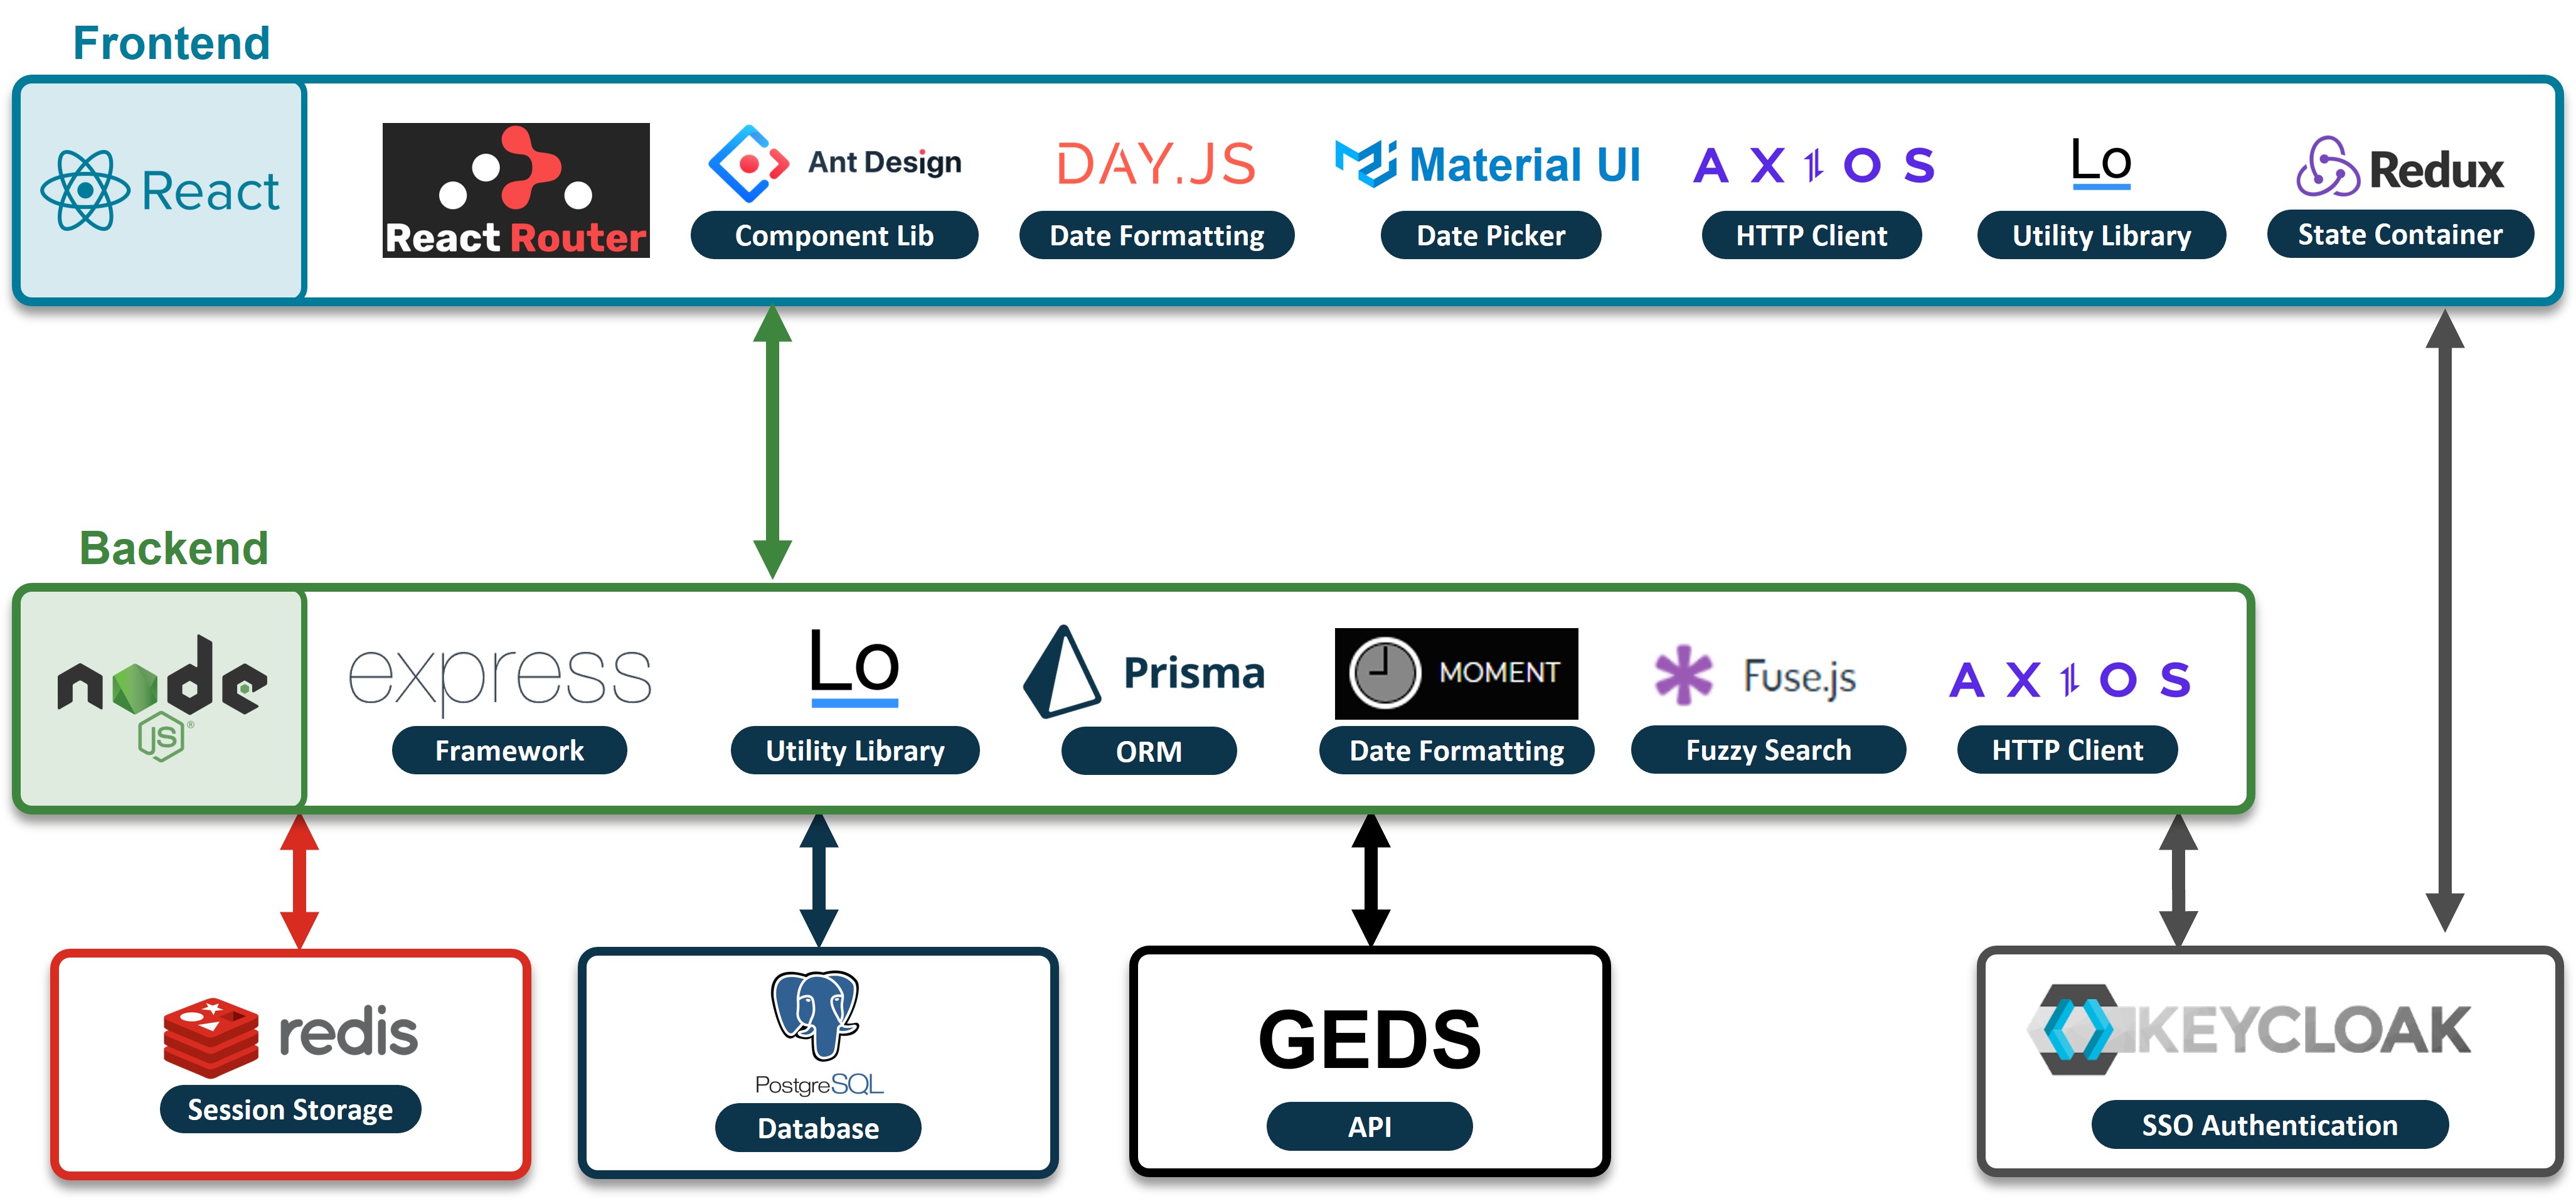 Frontend
React
React Router
Ant Design
Component Lib
DAY.JS
Date Formatting
Material UI
Date Picker
AXIOS
HTTP Client
Lo
Utility Library
Redux
State Container
Backend
node
JS
®
express
Framework
Lo
Utility Library
Prisma
ORM
MOMENT
Date Formatting
Fuse.js
Fuzzy Search
AXIOS
HTTP Client
redis
Session Storage
PostgreSQL
Database
GEDS
API
KEYCLOAK
SSO Authentication